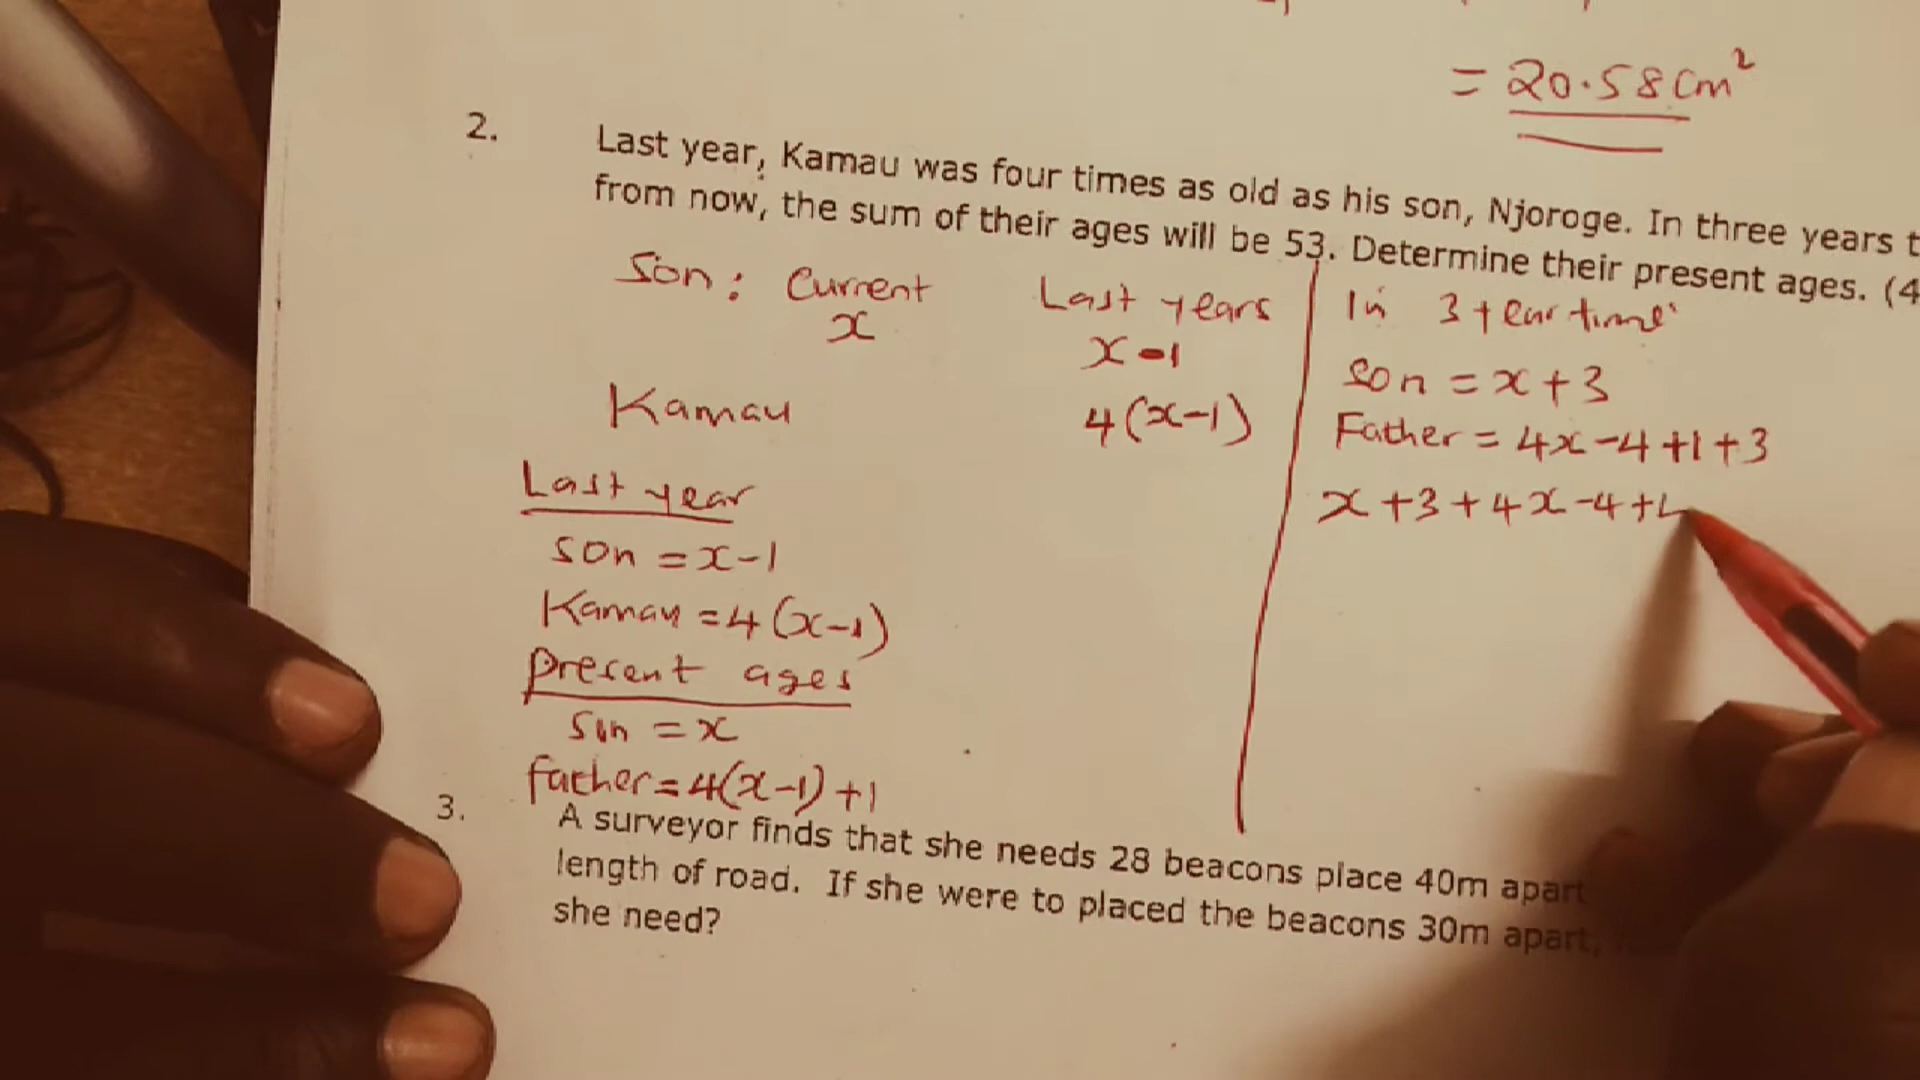 = 20.58cm²
2. Last year, Kamau was four times as old as his son, Njoroge. In three years t
from now, the sum of their ages will be 53. Determine their present ages. (4
Son: Current Last years
x x-1
Kamau 4(x-1)
Last year
son = x-1
Kamau = 4(x-1)
present ages
son = x
father = 4(x-1)+1
In 3 year time
son = x+3
Father = 4x-4+1+3
x+3+4x-4+4
3. A surveyor finds that she needs 28 beacons place 40m apart
length of road. If she were to placed the beacons 30m apart,
she need?